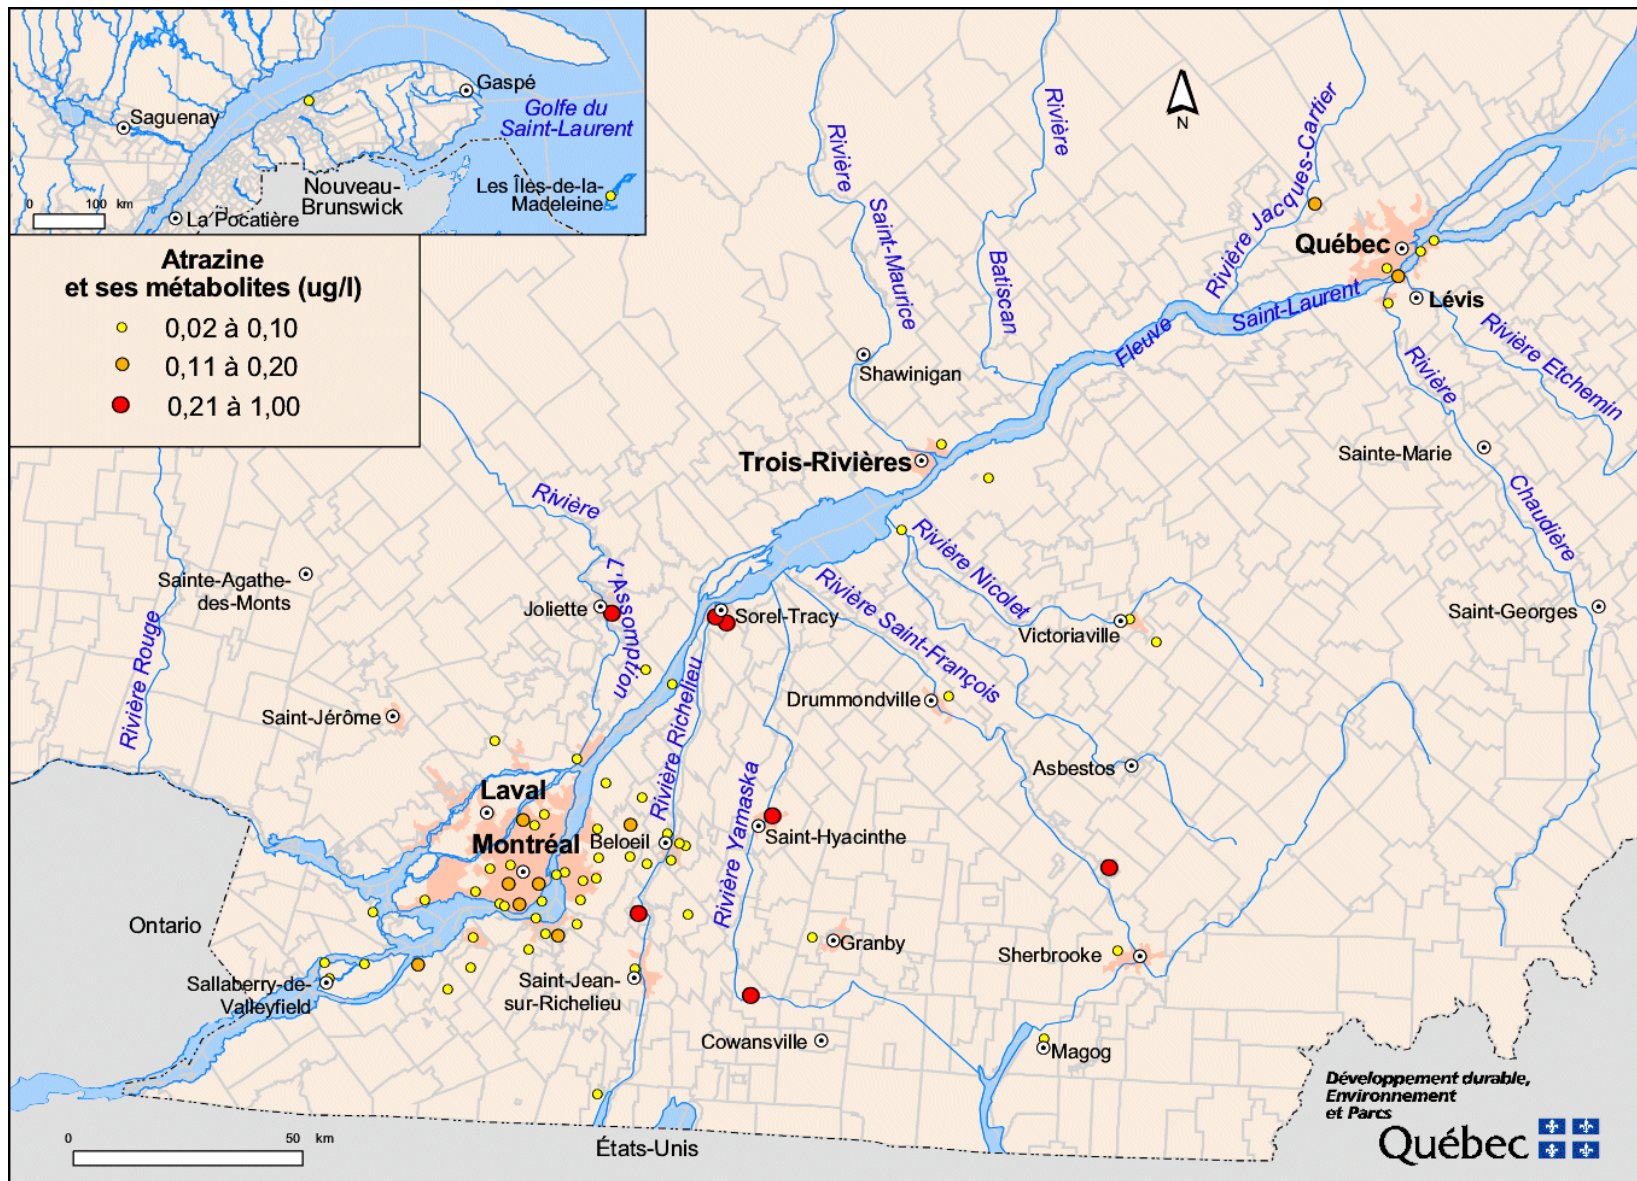 Gaspé
Golfe du
Saint-Laurent
Saguenay
Nouveau-
Brunswick
Les Îles-de-la-
Madeleine
0 100 km
La Pocatière
Atrazine
et ses métabolites (ug/l)
0,02 à 0,10
0,11 à 0,20
0,21 à 1,00
N
Rivière
Saint-Maurice
Rivière
Batiscan
Rivière Jacques-Cartier
Québec
Lévis
Fleuve
Saint-Laurent
Rivière Etchemin
Rivière
Chaudière
Shawinigan
Trois-Rivières
Sainte-Marie
Rivière
L'Assomption
Rivière Nicolet
Rivière Saint-François
Sainte-Agathe-
des-Monts
Joliette
Sorel-Tracy
Victoriaville
Saint-Georges
Rivière Rouge
Saint-Jérôme
Rivière Richelieu
Drummondville
Asbestos
Laval
Montréal
Beloeil
Saint-Hyacinthe
Rivière Yamaska
Ontario
Granby
Sherbrooke
Sallaberry-de-
Valleyfield
Saint-Jean-
sur-Richelieu
Cowansville
Magog
0 50 km
États-Unis
Développement durable,
Environnement
et Parcs
Québec